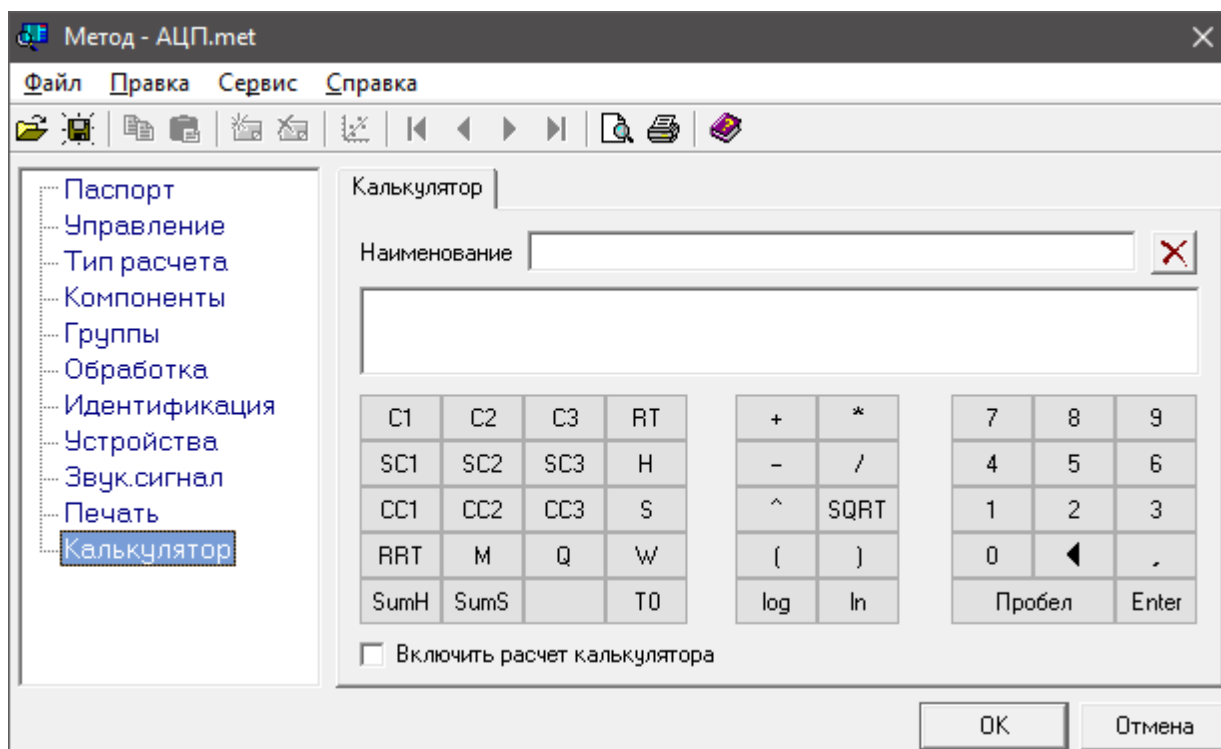 Метод - АЦП.met
Файл Правка Сервис Справка
Паспорт
Управление
Тип расчета
Компоненты
Группы
Обработка
Идентификация
Устройства
Звук.сигнал
Печать
Калькулятор
Калькулятор
Наименование
C1 C2 C3 RT + * 7 8 9
SC1 SC2 SC3 H - / 4 5 6
CC1 CC2 CC3 S ^ SQRT 1 2 3
RRT M Q W ( ) 0 ,
SumH SumS T0 log ln Пробел Enter
Включить расчет калькулятора
OK Отмена